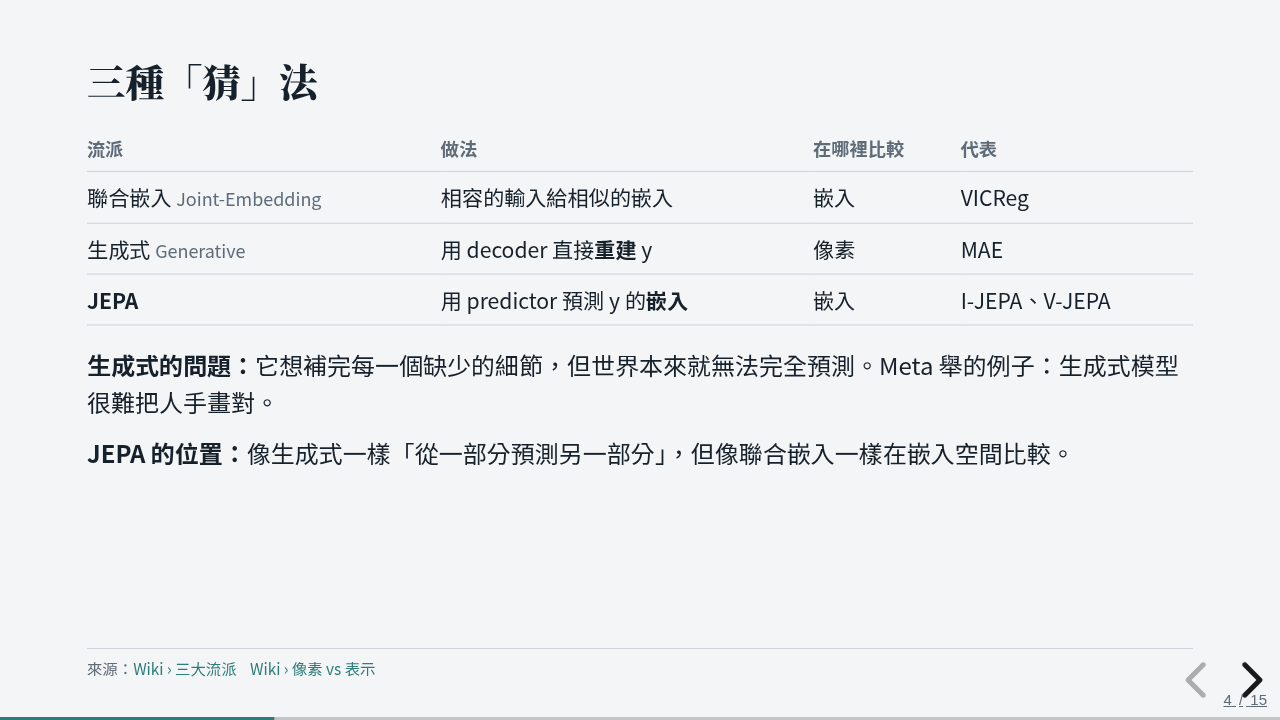 三種「猜」法
流派 做法 在哪裡比較 代表
聯合嵌入 Joint-Embedding 相容的輸入給相似的嵌入 嵌入 VICReg
生成式 Generative 用 decoder 直接重建 y 像素 MAE
JEPA 用 predictor 預測 y 的嵌入 嵌入 I-JEPA、V-JEPA
生成式的問題：它想補完每一個缺少的細節，但世界本來就無法完全預測。Meta 舉的例子：生成式模型
很難把人手畫對。
JEPA 的位置：像生成式一樣「從一部分預測另一部分」，但像聯合嵌入一樣在嵌入空間比較。
來源：Wiki › 三大流派 Wiki › 像素 vs 表示
4 / 15